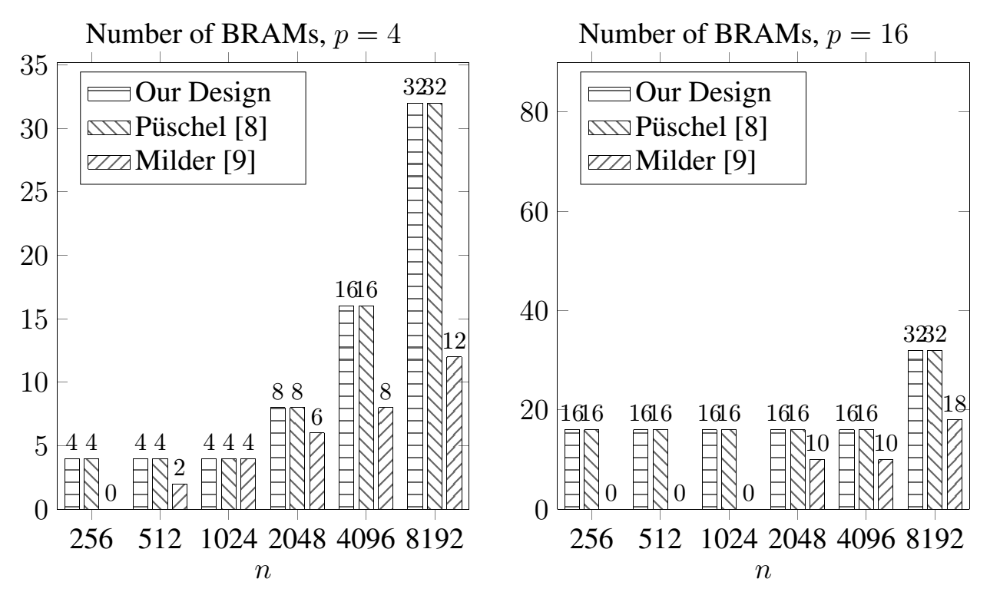 Number of BRAMs, p = 4
35
30
25
20
15
10
5
0
Our Design
Püschel [8]
Milder [9]
4 4 0
4 4 2
4 4 4
8 8 6
16 16 8
32 32 12
256 512 1024 2048 4096 8192
n
Number of BRAMs, p = 16
80
60
40
20
0
Our Design
Püschel [8]
Milder [9]
16 16 0
16 16 0
16 16 0
16 16 10
16 16 10
32 32 18
256 512 1024 2048 4096 8192
n